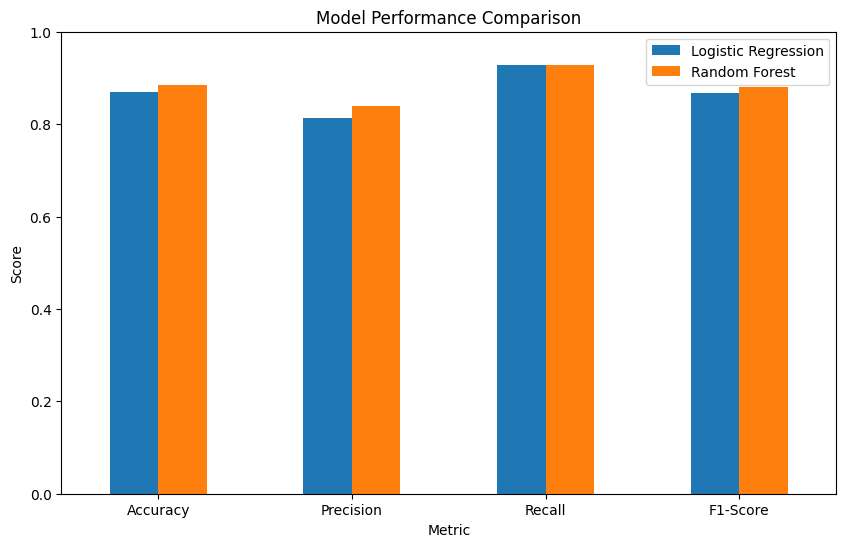 Model Performance Comparison
Logistic Regression
Random Forest
1.0
0.8
0.6
0.4
0.2
0.0
Score
Accuracy Precision Recall F1-Score
Metric